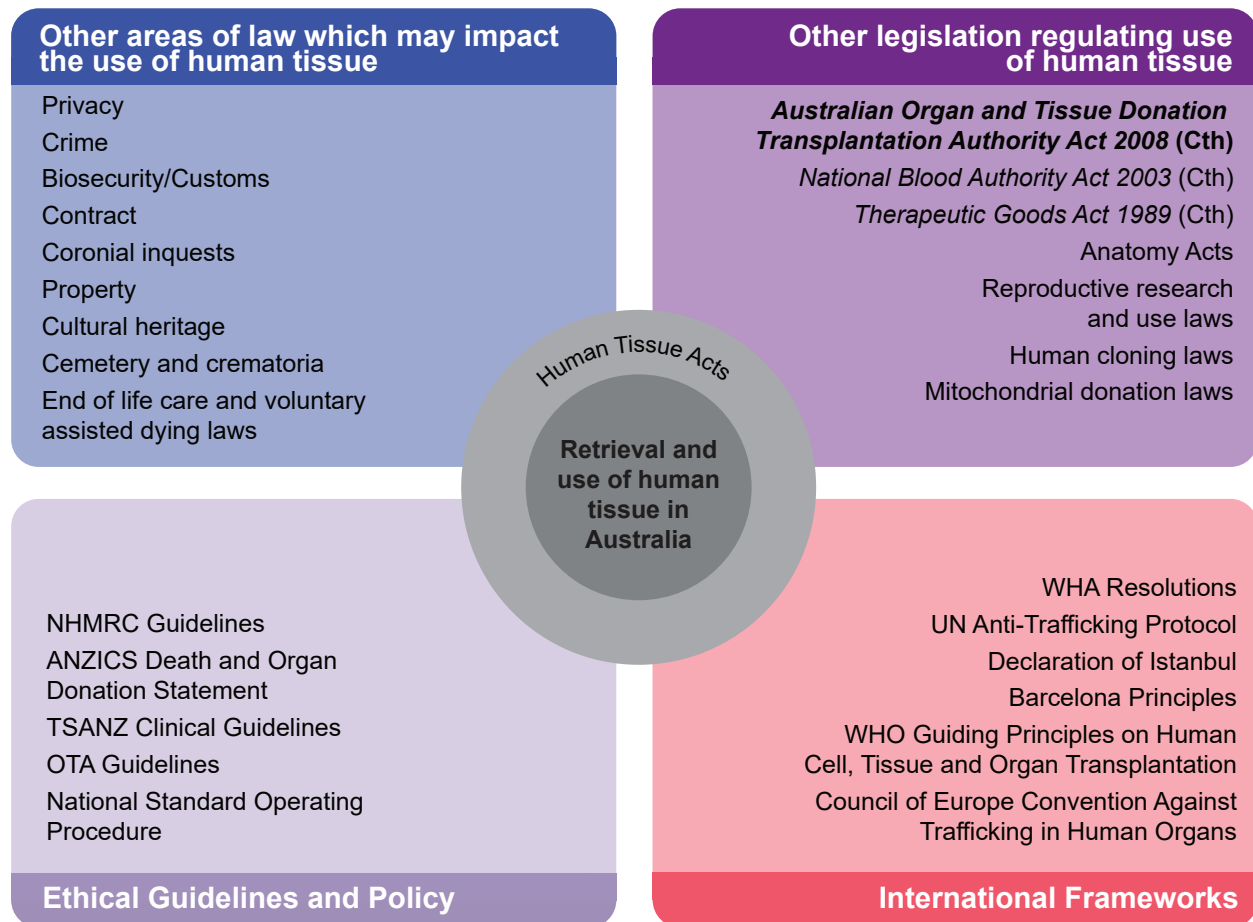 Other areas of law which may impact
the use of human tissue
Privacy
Crime
Biosecurity/Customs
Contract
Coronial inquests
Property
Cultural heritage
Cemetery and crematoria
End of life care and voluntary
assisted dying laws
Other legislation regulating use
of human tissue
Australian Organ and Tissue Donation
Transplantation Authority Act 2008 (Cth)
National Blood Authority Act 2003 (Cth)
Therapeutic Goods Act 1989 (Cth)
Anatomy Acts
Reproductive research
and use laws
Human cloning laws
Mitochondrial donation laws
Human Tissue Acts
Retrieval and
use of human
tissue in
Australia
NHMRC Guidelines
ANZICS Death and Organ
Donation Statement
TSANZ Clinical Guidelines
OTA Guidelines
National Standard Operating
Procedure
Ethical Guidelines and Policy
WHA Resolutions
UN Anti-Trafficking Protocol
Declaration of Istanbul
Barcelona Principles
WHO Guiding Principles on Human
Cell, Tissue and Organ Transplantation
Council of Europe Convention Against
Trafficking in Human Organs
International Frameworks